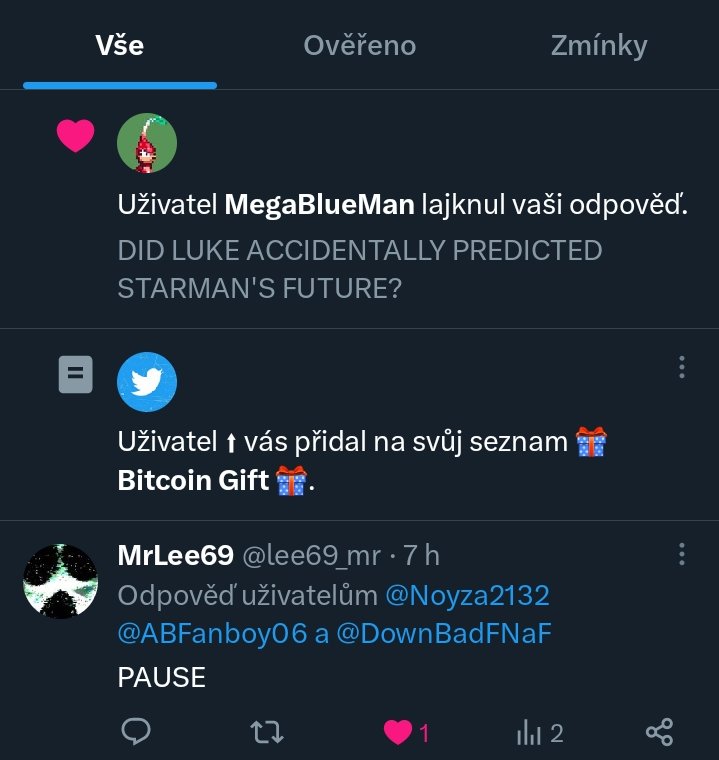 Vše Ověřeno Zmínky
Uživatel MegaBlueMan lajknul vaši odpověď.
DID LUKE ACCIDENTALLY PREDICTED
STARMAN'S FUTURE?
Uživatel ⬆ vás přidal na svůj seznam 🎁
Bitcoin Gift 🎁.
MrLee69 @lee69_mr · 7 h
Odpověď uživatelům @Noyza2132
@ABFanboy06 a @DownBadFNaF
PAUSE
1 2